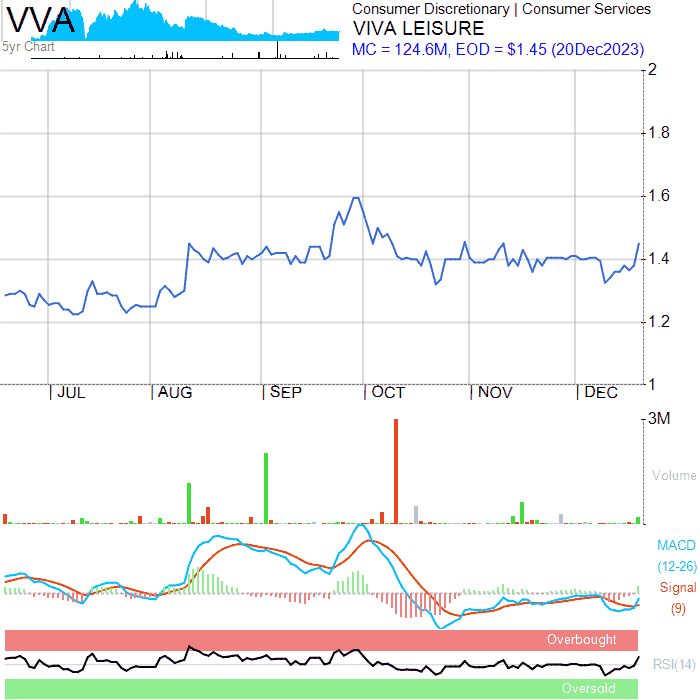 VVA
5yr Chart
Consumer Discretionary | Consumer Services
VIVA LEISURE
MC = 124.6M, EOD = $1.45 (20Dec2023)
2
1.8
1.6
1.4
1.2
1
JUL
AUG
SEP
OCT
NOV
DEC
3M
Volume
MACD
(12-26)
Signal
(9)
Overbought
RSI(14)
Oversold